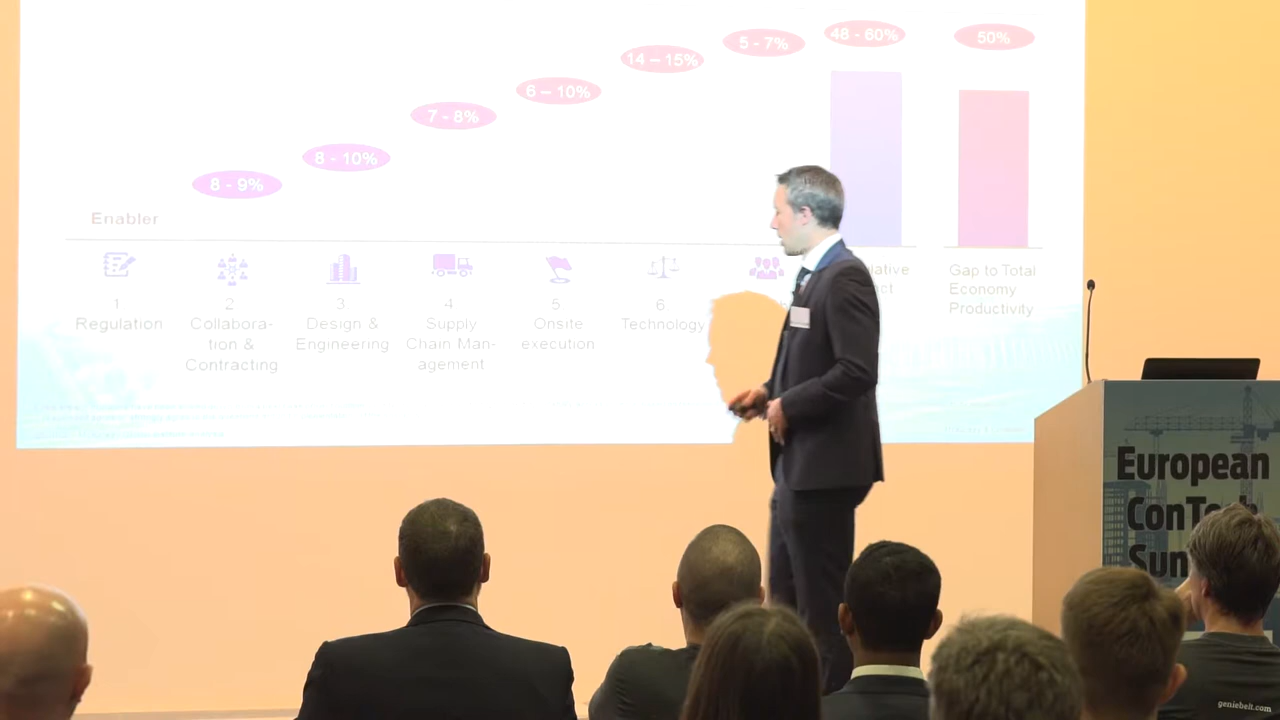 48 - 60%
50%
5 - 7%
14 – 15%
6 – 10%
7 - 8%
8 - 10%
8 - 9%
Enabler
1
Regulation
2
Collabora-
tion &
Contracting
3.
Design &
Engineering
4
Supply
Chain Man-
agement
5
Onsite
execution
6.
Technology
Gap to Total
Economy
Productivity
European
geniebelt.com